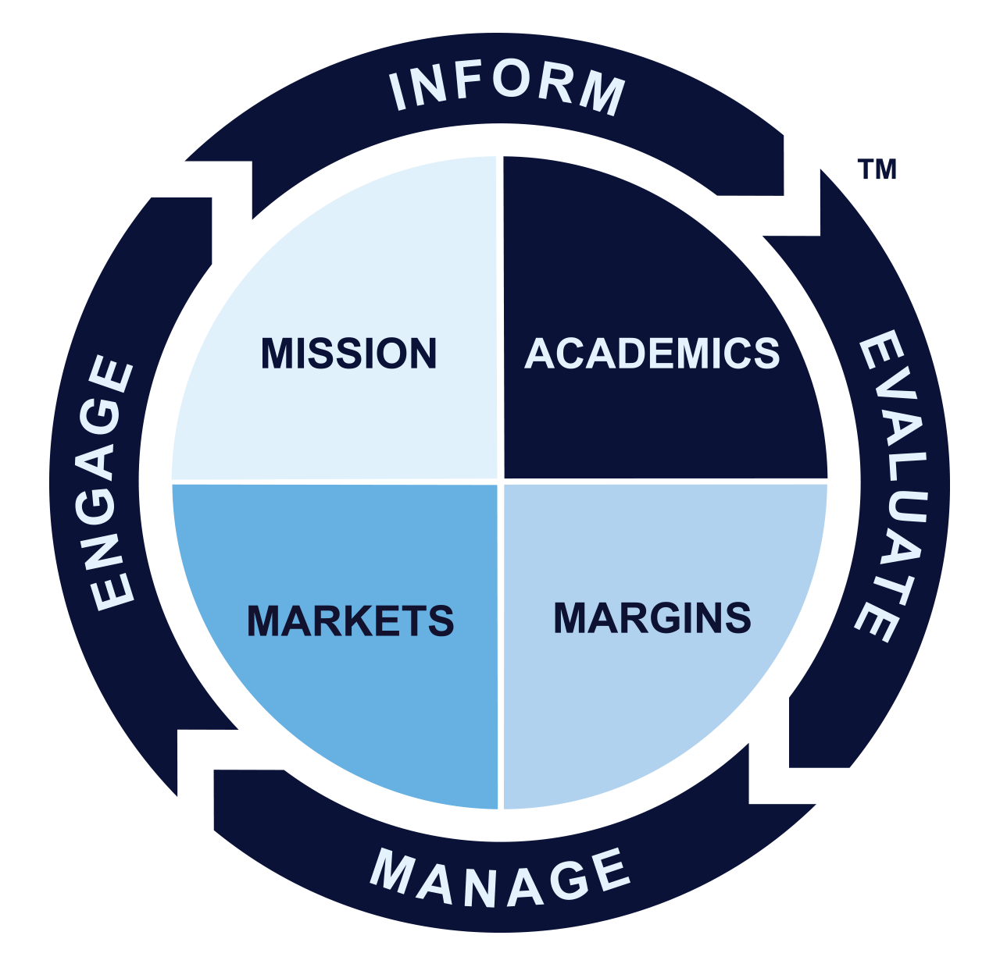 INFORM
TM
EVALUATE
MANAGE
ENGAGE
MISSION
ACADEMICS
MARKETS
MARGINS